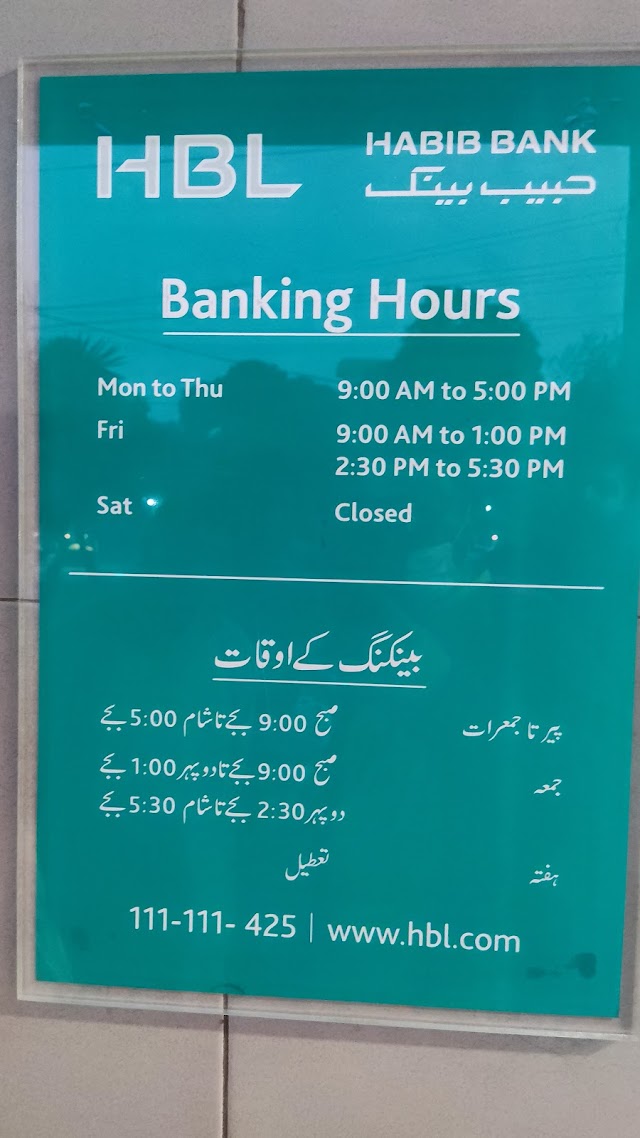 HBL
HABIB BANK
حبیب بینک
Banking Hours
Mon to Thu 9:00 AM to 5:00 PM
Fri 9:00 AM to 1:00 PM
2:30 PM to 5:30 PM
Sat Closed
بینکنگ کے اوقات
پیر تا جمعرات صبح 9:00 بجے تا شام 5:00 بجے
جمعہ صبح 9:00 بجے تا دوپہر 1:00 بجے
دوپہر 2:30 بجے تا شام 5:30 بجے
ہفتہ تعطیل
111-111- 425 | www.hbl.com